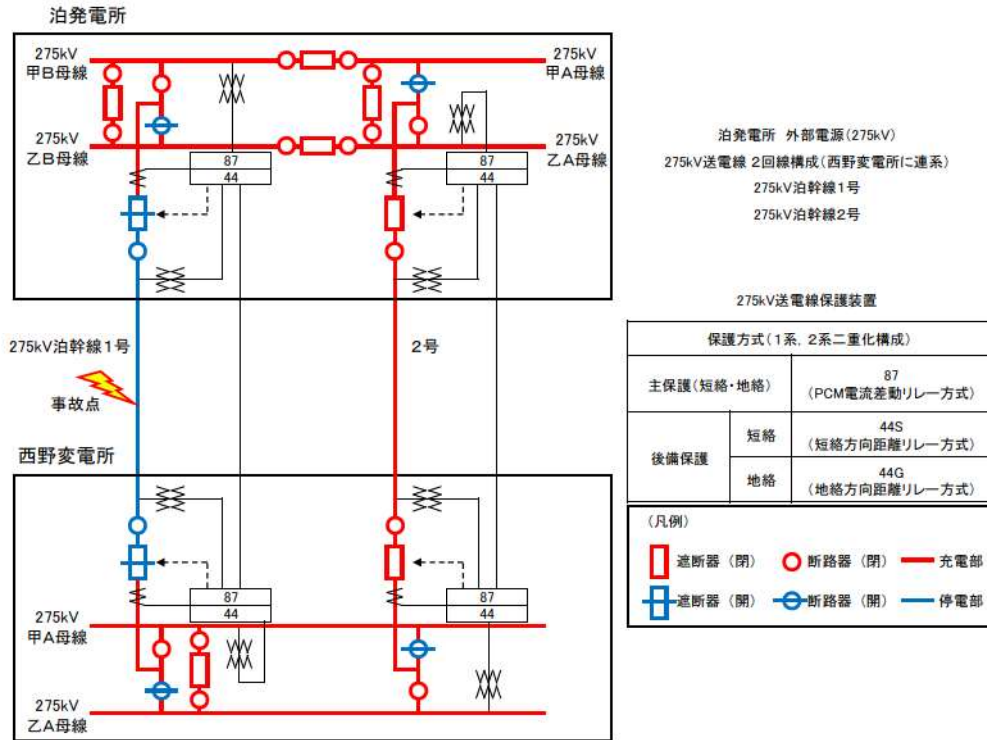 泊発電所
275kV
甲B母線
275kV
甲A母線
275kV
乙B母線
275kV
乙A母線
87
44
87
44
275kV泊幹線1号
2号
事故点
西野変電所
87
44
87
44
275kV
甲A母線
275kV
乙A母線
泊発電所 外部電源(275kV)
275kV送電線 2回線構成(西野変電所に連系)
275kV泊幹線1号
275kV泊幹線2号
275kV送電線保護装置
保護方式(1系,2系二重化構成)
主保護(短絡・地絡)
87
(PCM電流差動リレー方式)
後備保護
短絡
44S
(短絡方向距離リレー方式)
地絡
44G
(地絡方向距離リレー方式)
(凡例)
遮断器(閉) 断路器(閉) 充電部
遮断器(開) 断路器(開) 停電部